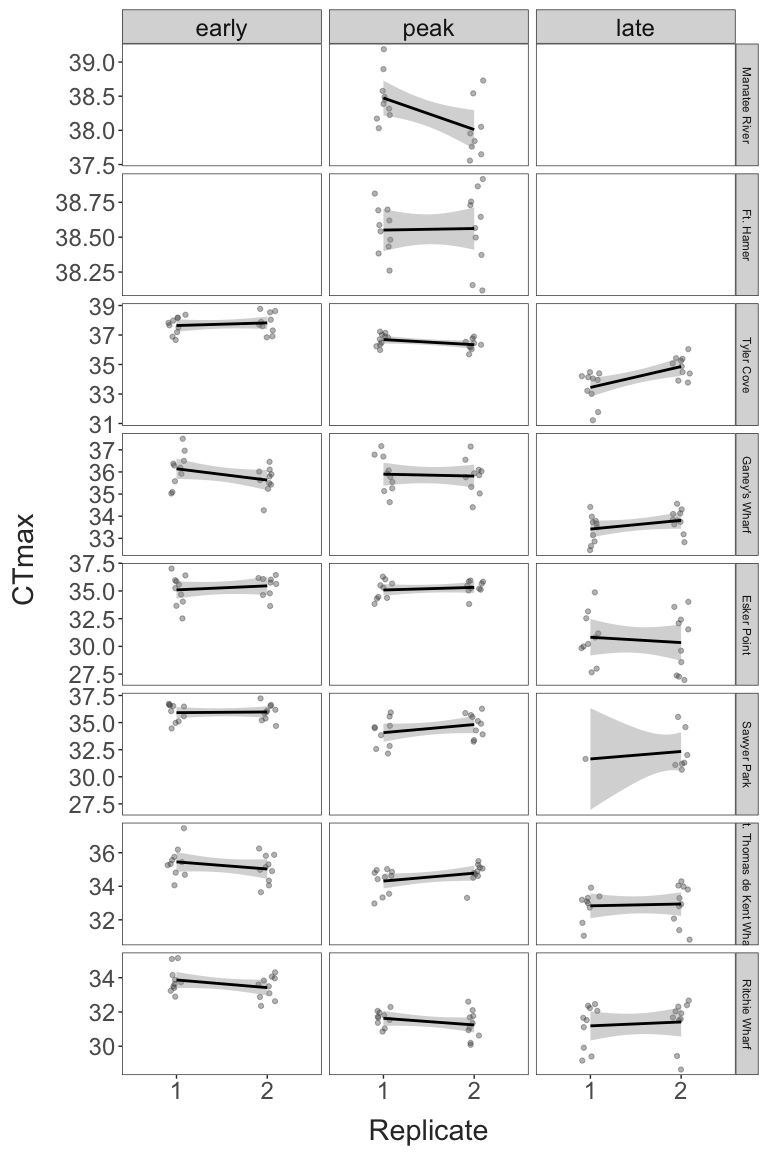 early peak late
39.0
38.5
38.0
37.5
Manatee River
38.75
38.50
38.25
Ft. Hamer
39
37
35
33
31
Tyler Cove
37
36
35
34
33
Ganey's Wharf
37.5
35.0
32.5
30.0
27.5
Esker Point
37.5
35.0
32.5
30.0
27.5
Sawyer Park
36
34
32
t. Thomas de Kent Wha
34
32
30
Ritchie Wharf
CTmax
1 2 1 2 1 2
Replicate